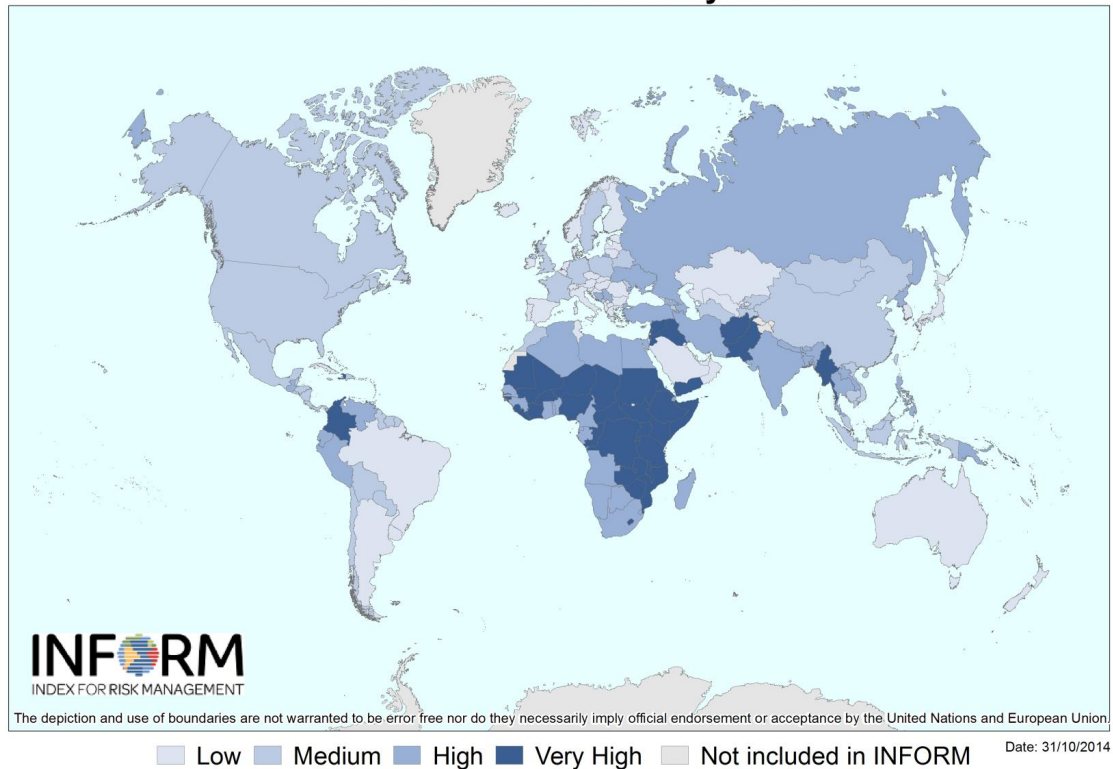 INFORM
INDEX FOR RISK MANAGEMENT
The depiction and use of boundaries are not warranted to be error free nor do they necessarily imply official endorsement or acceptance by the United Nations and European Union.
Low Medium High Very High Not included in INFORM Date: 31/10/2014